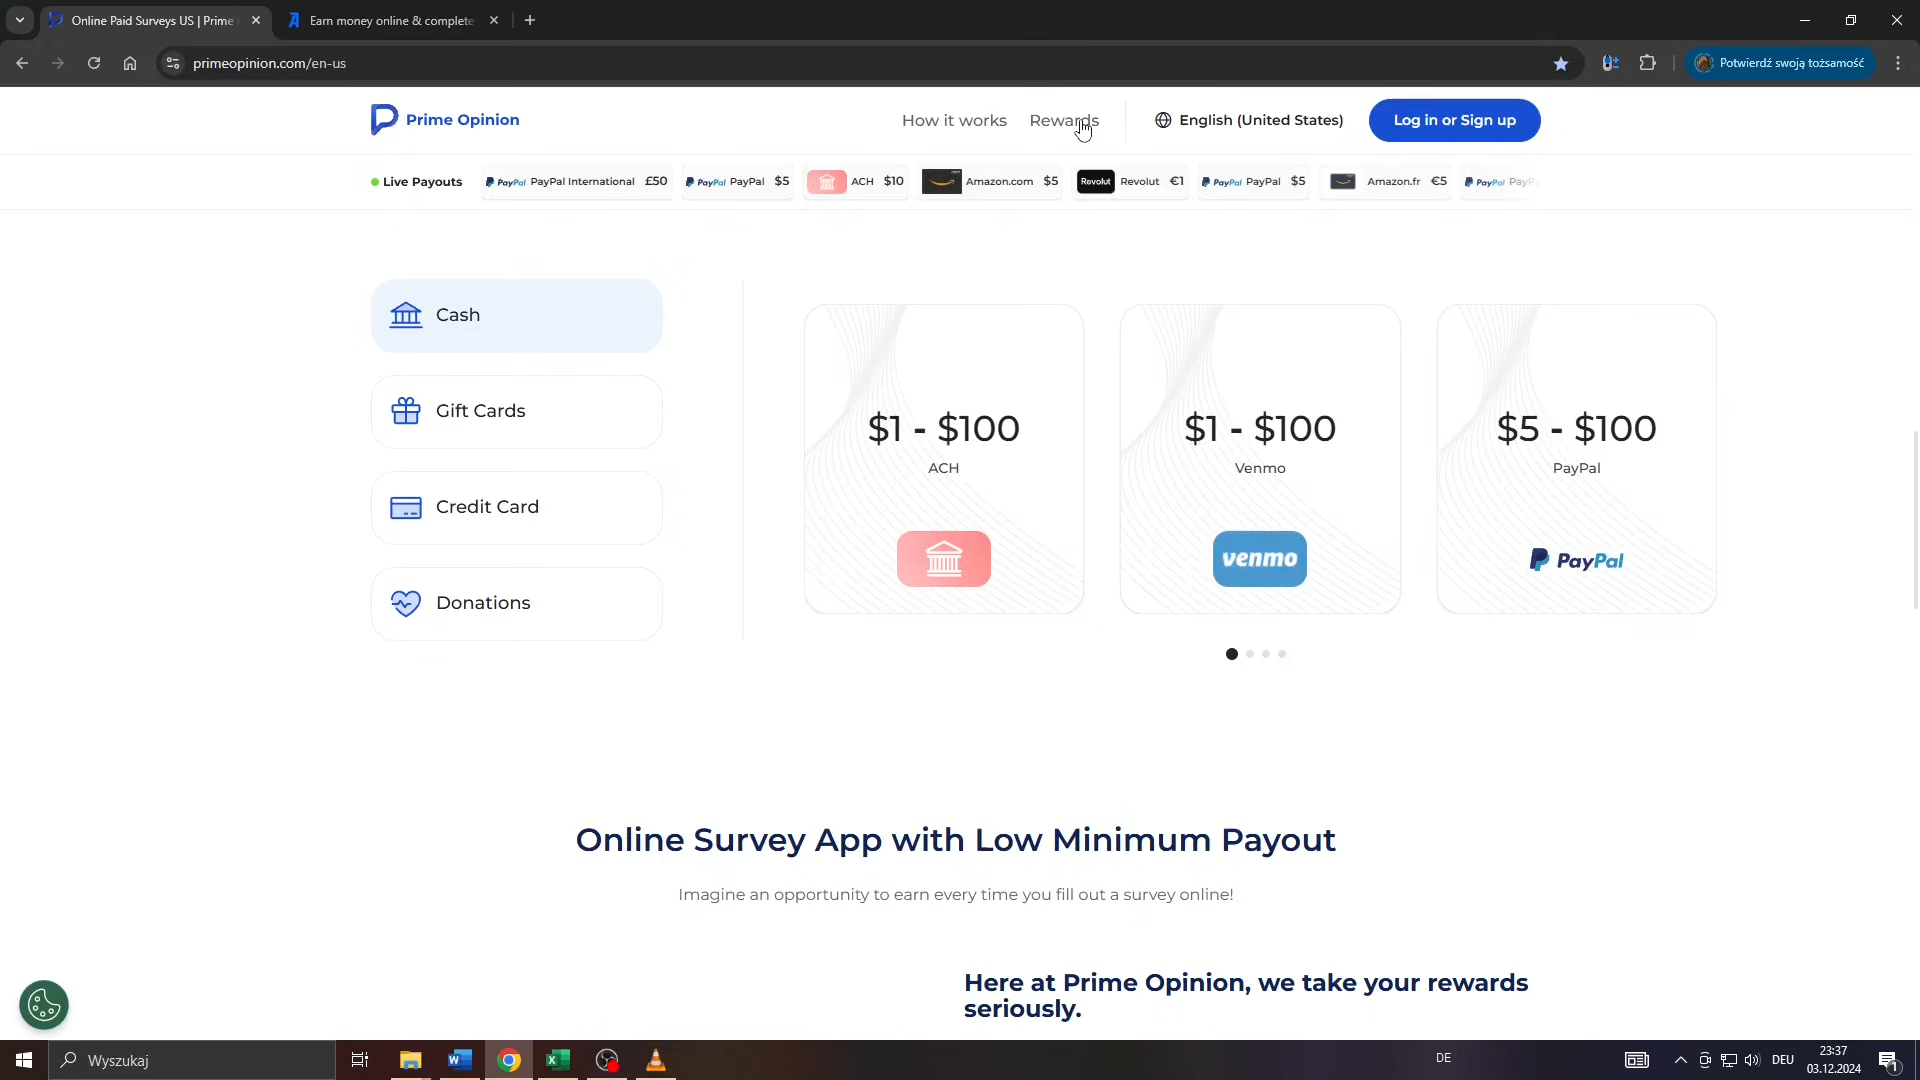 Online Paid Surveys US | Prime
Earn money online & complete
primeopinion.com/en-us
Potwierdź swoją tożsamość
Prime Opinion
How it works
Rewards
English (United States)
Log in or Sign up
Live Payouts
PayPal PayPal International £50
PayPal PayPal $5
ACH $10
Amazon.com $5
Revolut Revolut €1
PayPal PayPal $5
Amazon.fr €5
PayPal
Cash
Gift Cards
Credit Card
Donations
$1 - $100
ACH
$1 - $100
Venmo
venmo
$5 - $100
PayPal
PayPal
Online Survey App with Low Minimum Payout
Imagine an opportunity to earn every time you fill out a survey online!
Here at Prime Opinion, we take your rewards
seriously.
Wyszukaj
DE
DEU
23:37
03.12.2024
1